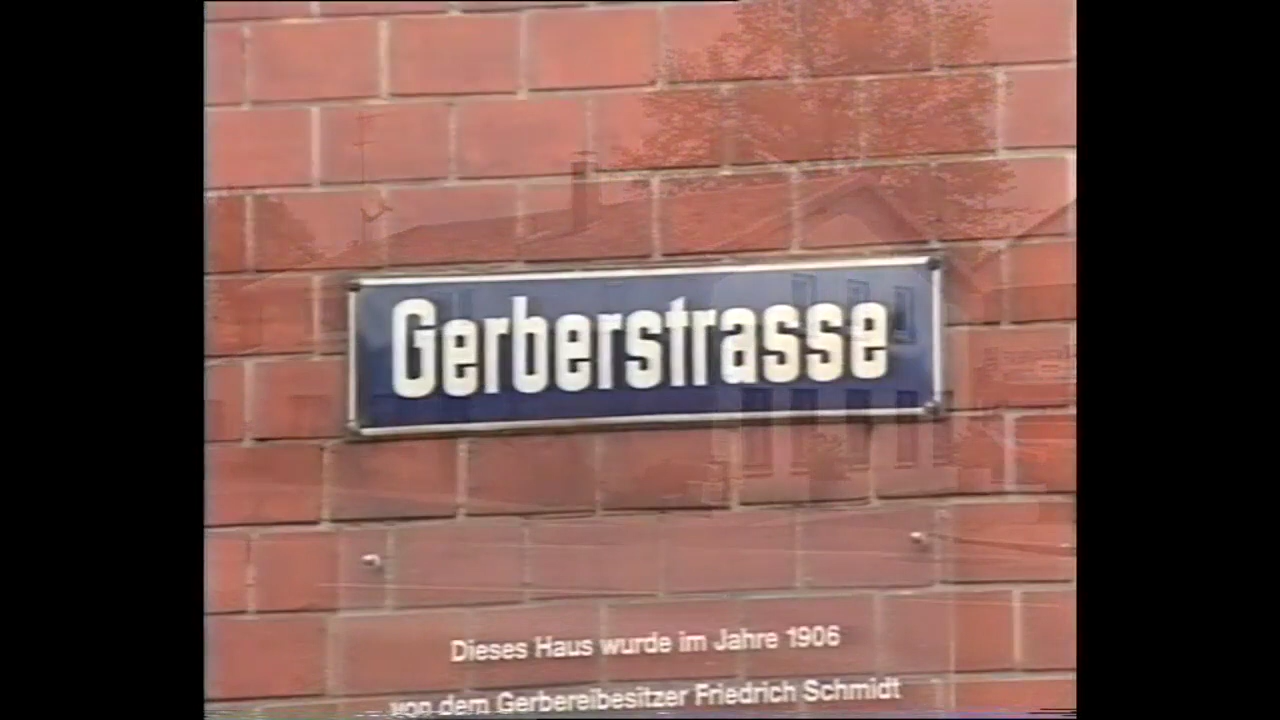 Gerberstrasse
Dieses Haus wurde im Jahre 1906
von dem Gerbereibesitzer Friedrich Schmidt